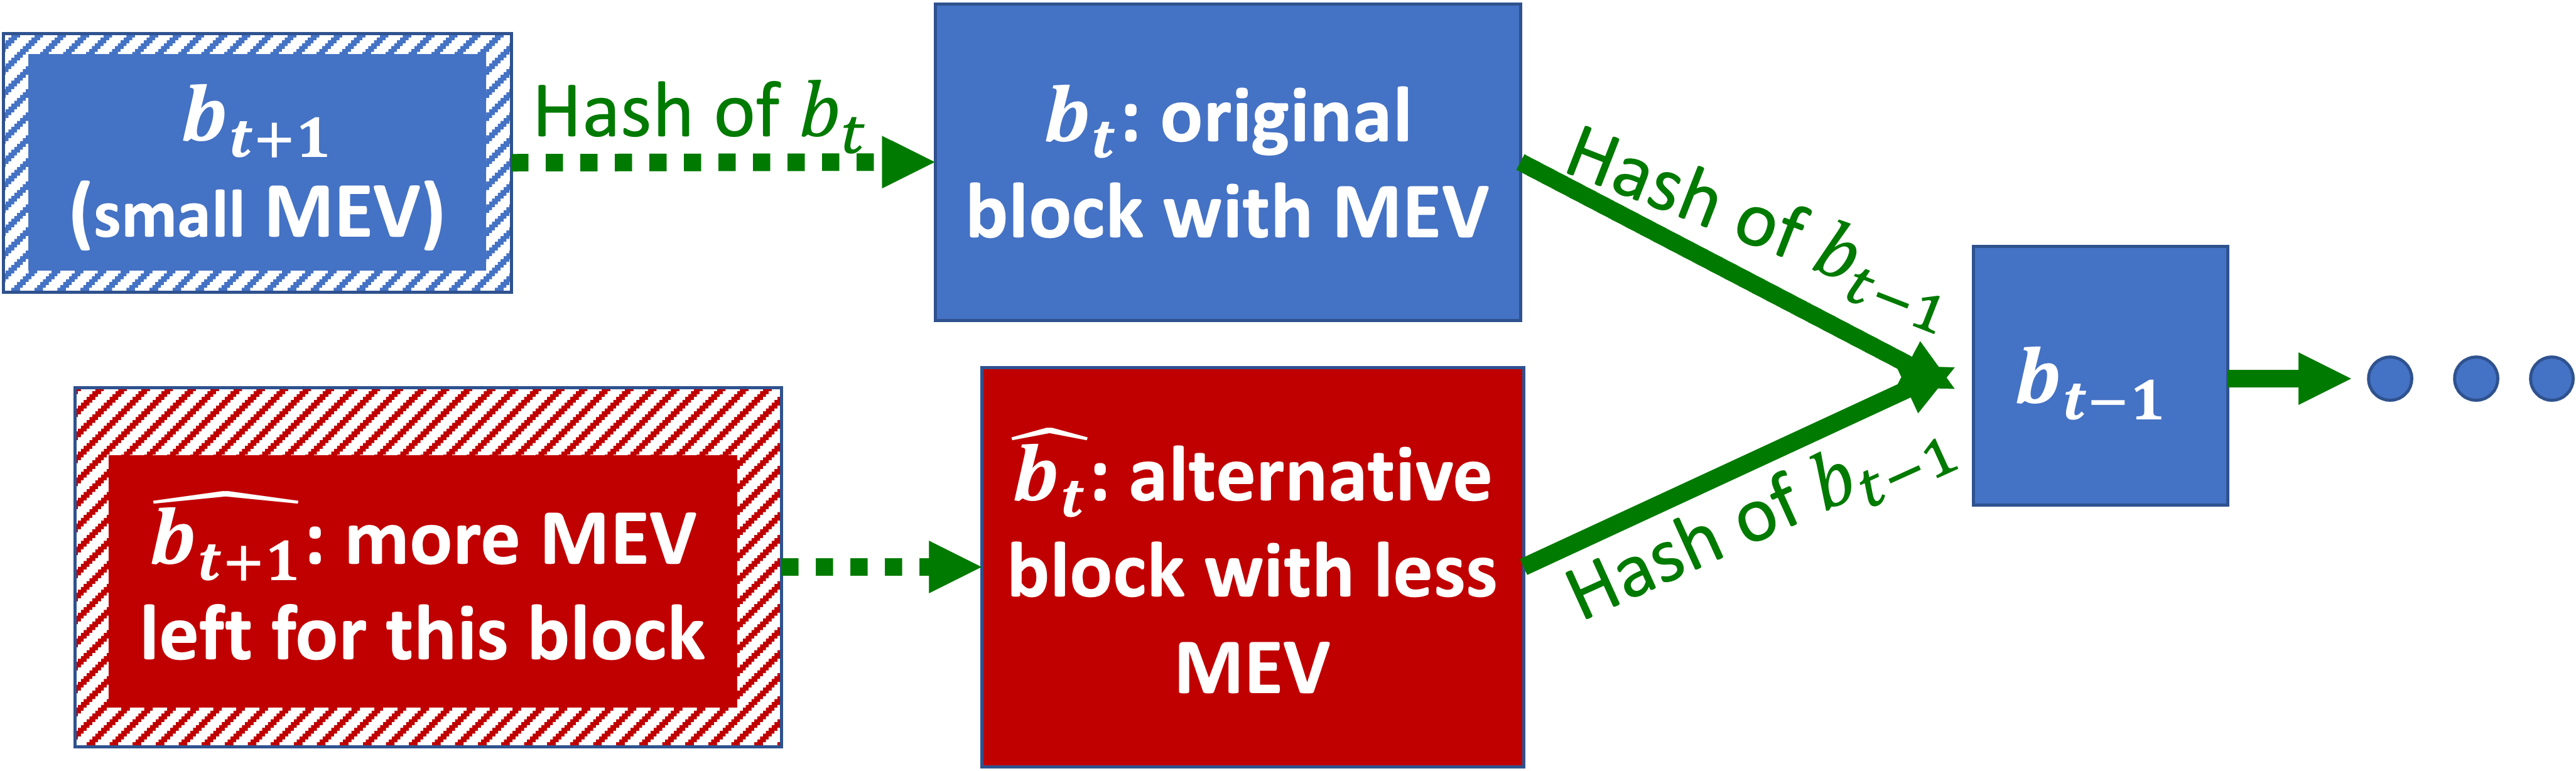 b_{t+1}
(small MEV)
Hash of b_t
b_t: original
block with MEV
Hash of b_{t-1}
b_{t-1}
\widehat{b_{t+1}}: more MEV
left for this block
\widehat{b_t}: alternative
block with less
MEV
Hash of b_{t-1}